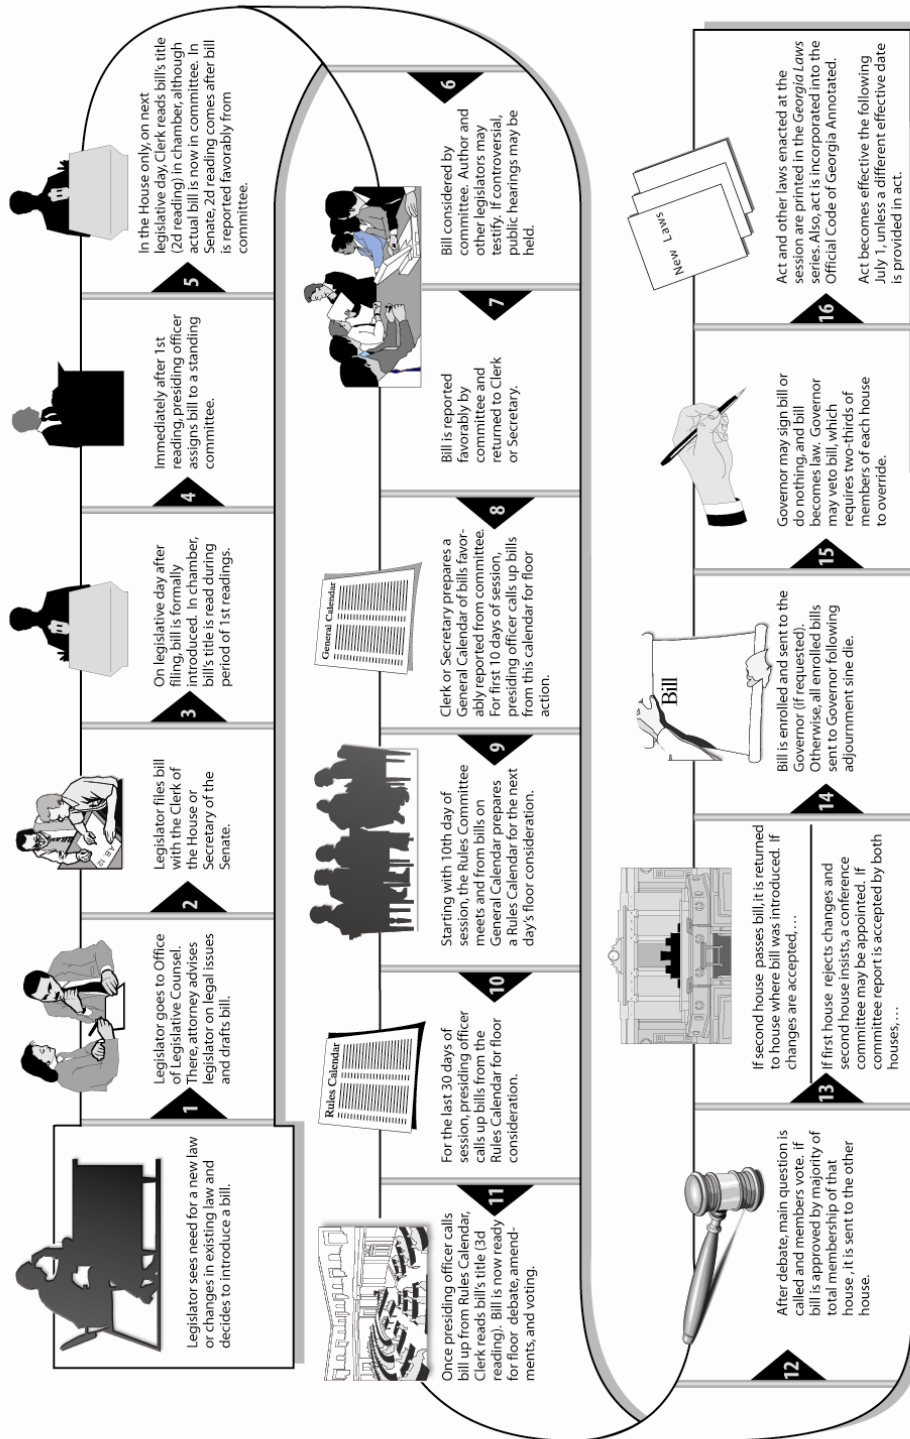 Legislator sees need for a new law
or changes in existing law and
decides to introduce a bill.
1
Legislator goes to Office
of Legislative Counsel.
There, attorney advises
legislator on legal issues
and drafts bill.
2
A.B. 12
Legislator files bill
with the Clerk of
the House or
Secretary of the
Senate.
3
On legislative day after
filing, bill is formally
introduced. In chamber,
bill's title is read during
period of 1st readings.
4
Immediately after 1st
reading, presiding officer
assigns bill to a standing
committee.
5
In the House only, on next
legislative day, Clerk reads bill's title
(2d reading) in chamber, although
actual bill is now in committee. In
Senate, 2d reading comes after bill
is reported favorably from
committee.
6
Bill considered by
committee. Author and
other legislators may
testify. If controversial,
public hearings may be
held.
7
Bill is reported
favorably by
committee and
returned to Clerk
or Secretary.
8
General Calendar
Clerk or Secretary prepares a
General Calendar of bills favor-
ably reported from committee.
For first 10 days of session,
presiding officer calls up bills
from this calendar for floor
action.
9
Starting with 10th day of
session, the Rules Committee
meets and from bills on
General Calendar prepares
a Rules Calendar for the next
day's floor consideration.
10
Rules Calendar
For the last 30 days of
session, presiding officer
calls up bills from the
Rules Calendar for floor
consideration.
11
Once presiding officer calls
bill up from Rules Calendar,
Clerk reads bill's title (3d
reading). Bill is now ready
for floor debate, amend-
ments, and voting.
12
After debate, main question is
called and members vote. if
bill is approved by majority of
total membership of that
house , it is sent to the other
house.
13
If second house passes bill, it is returned
to house where bill was introduced. If
changes are accepted,...
If first house rejects changes and
second house insists, a conference
committee may be appointed. If
committee report is accepted by both
houses,...
14
Bill
Bill is enrolled and sent to the
Governor (if requested).
Otherwise, all enrolled bills
sent to Governor following
adjournment sine die.
15
Governor may sign bill or
do nothing, and bill
becomes law. Governor
may veto bill, which
requires two-thirds of
members of each house
to override.
16
New Laws
Act and other laws enacted at the
session are printed in the Georgia Laws
series. Also, act is incorporated into the
Official Code of Georgia Annotated.
Act becomes effective the following
July 1, unless a different effective date
is provided in act.